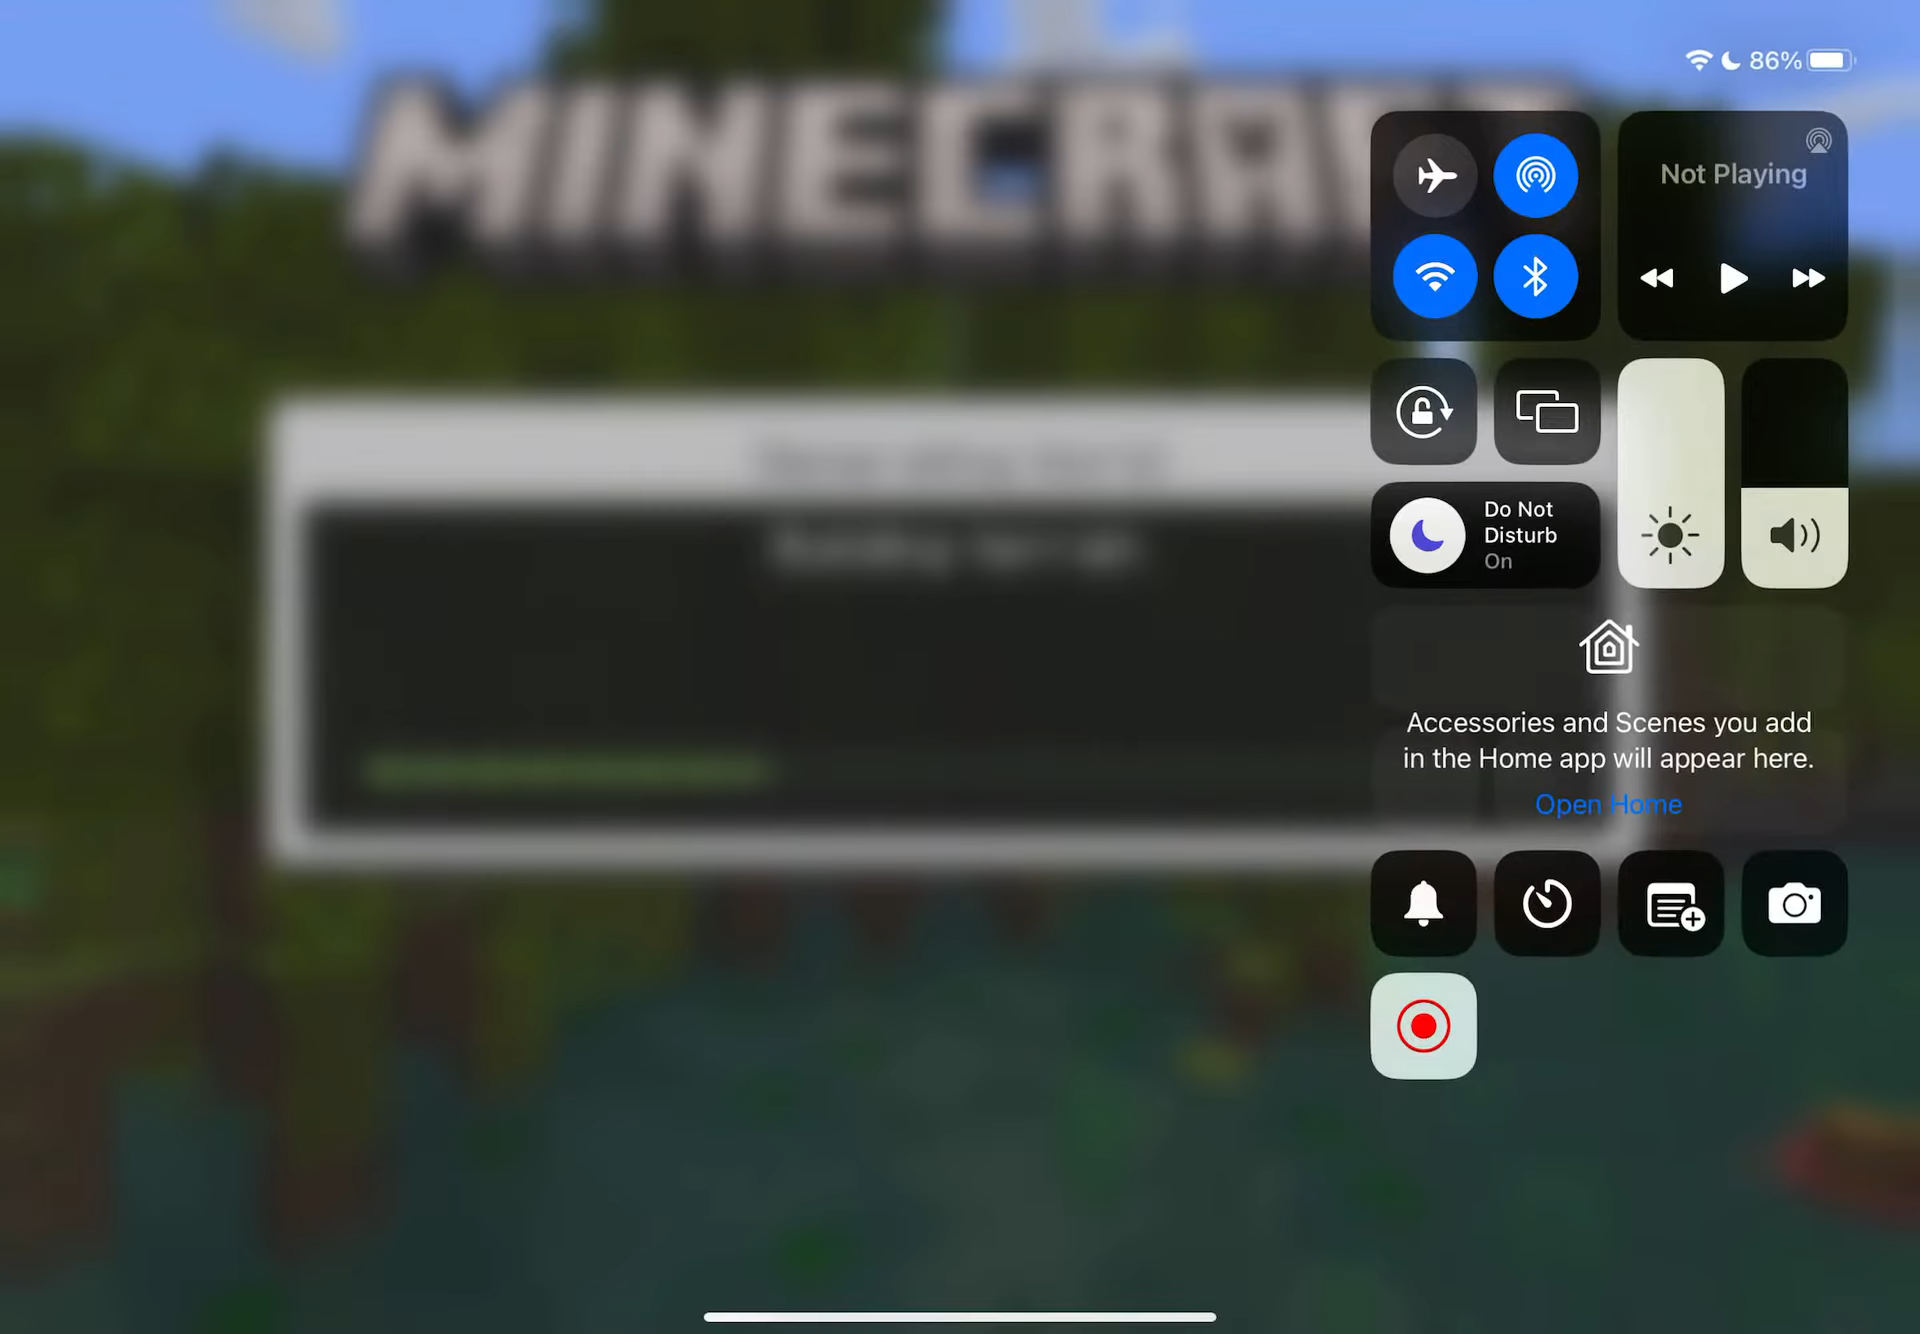 86%
MINECRAFT
Not Playing
Do Not
Disturb
On
Accessories and Scenes you add
in the Home app will appear here.
Open Home